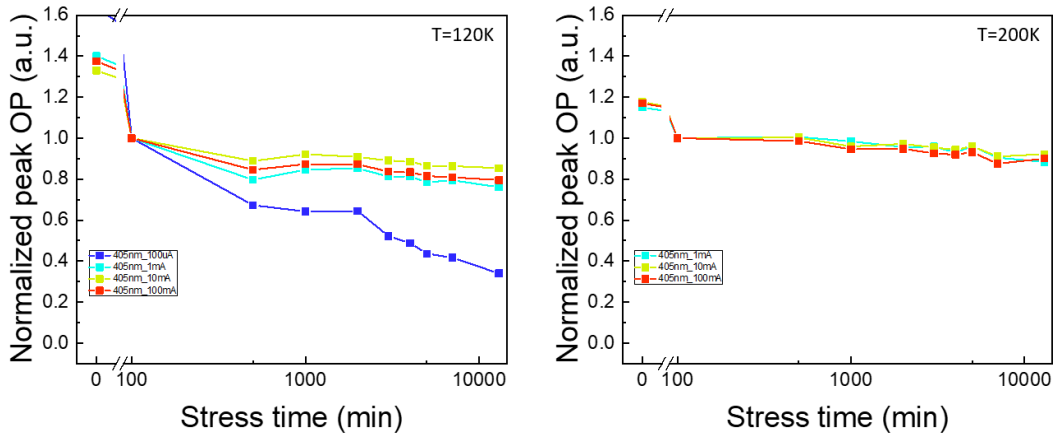 T=120K
Normalized peak OP (a.u.)
1.6
1.4
1.2
1.0
0.8
0.6
0.4
0.2
0.0
405nm_100uA
405nm_1mA
405nm_10mA
405nm_100mA
0 100 1000 10000
Stress time (min)
T=200K
Normalized peak OP (a.u.)
1.6
1.4
1.2
1.0
0.8
0.6
0.4
0.2
0.0
405nm_1mA
405nm_10mA
405nm_100mA
0 100 1000 10000
Stress time (min)